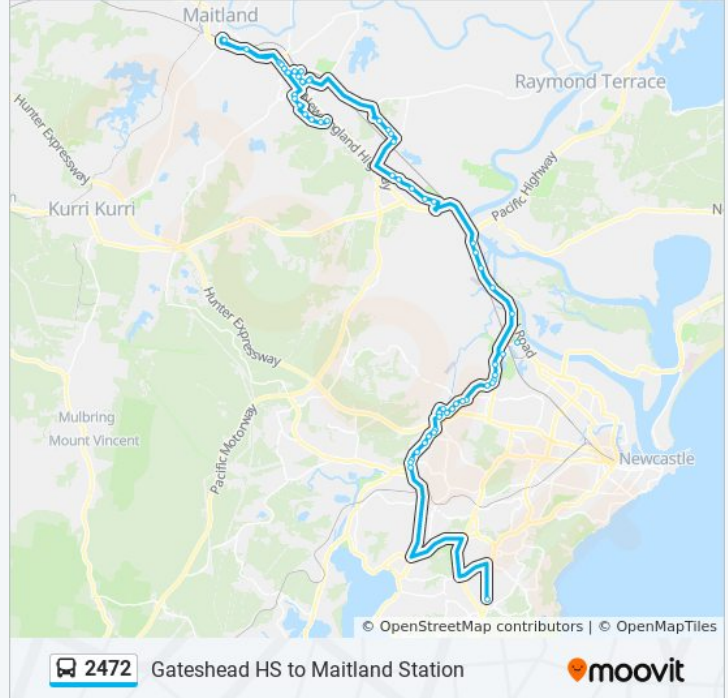 Maitland
Raymond Terrace
Hunter Expressway
New England Highway
Pacific Highway
Kurri Kurri
N
Hunter Expressway
Road
Mulbring
Mount Vincent
Pacific Motorway
Newcastle
© OpenStreetMap contributors | © OpenMapTiles
2472 Gateshead HS to Maitland Station
moovit